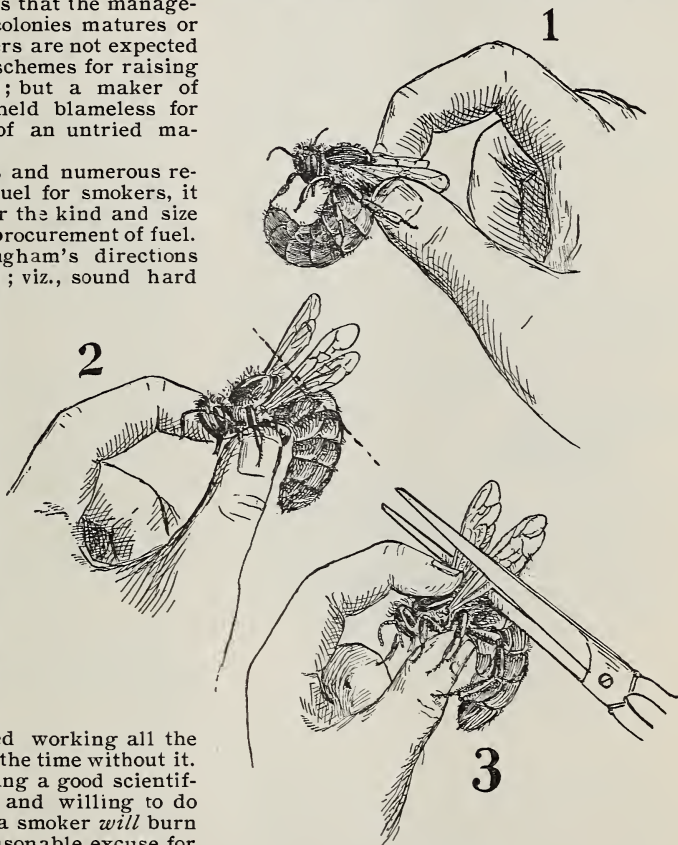 s that the manage-
colonies matures or
ers are not expected
schemes for raising
; but a maker of
held blameless for
of an untried ma-
s and numerous re-
uel for smokers, it
r the kind and size
procurement of fuel.
gham's directions
; viz., sound hard
1
2
3
ed working all the
the time without it.
ng a good scientif-
and willing to do
a smoker will burn
asonable excuse for